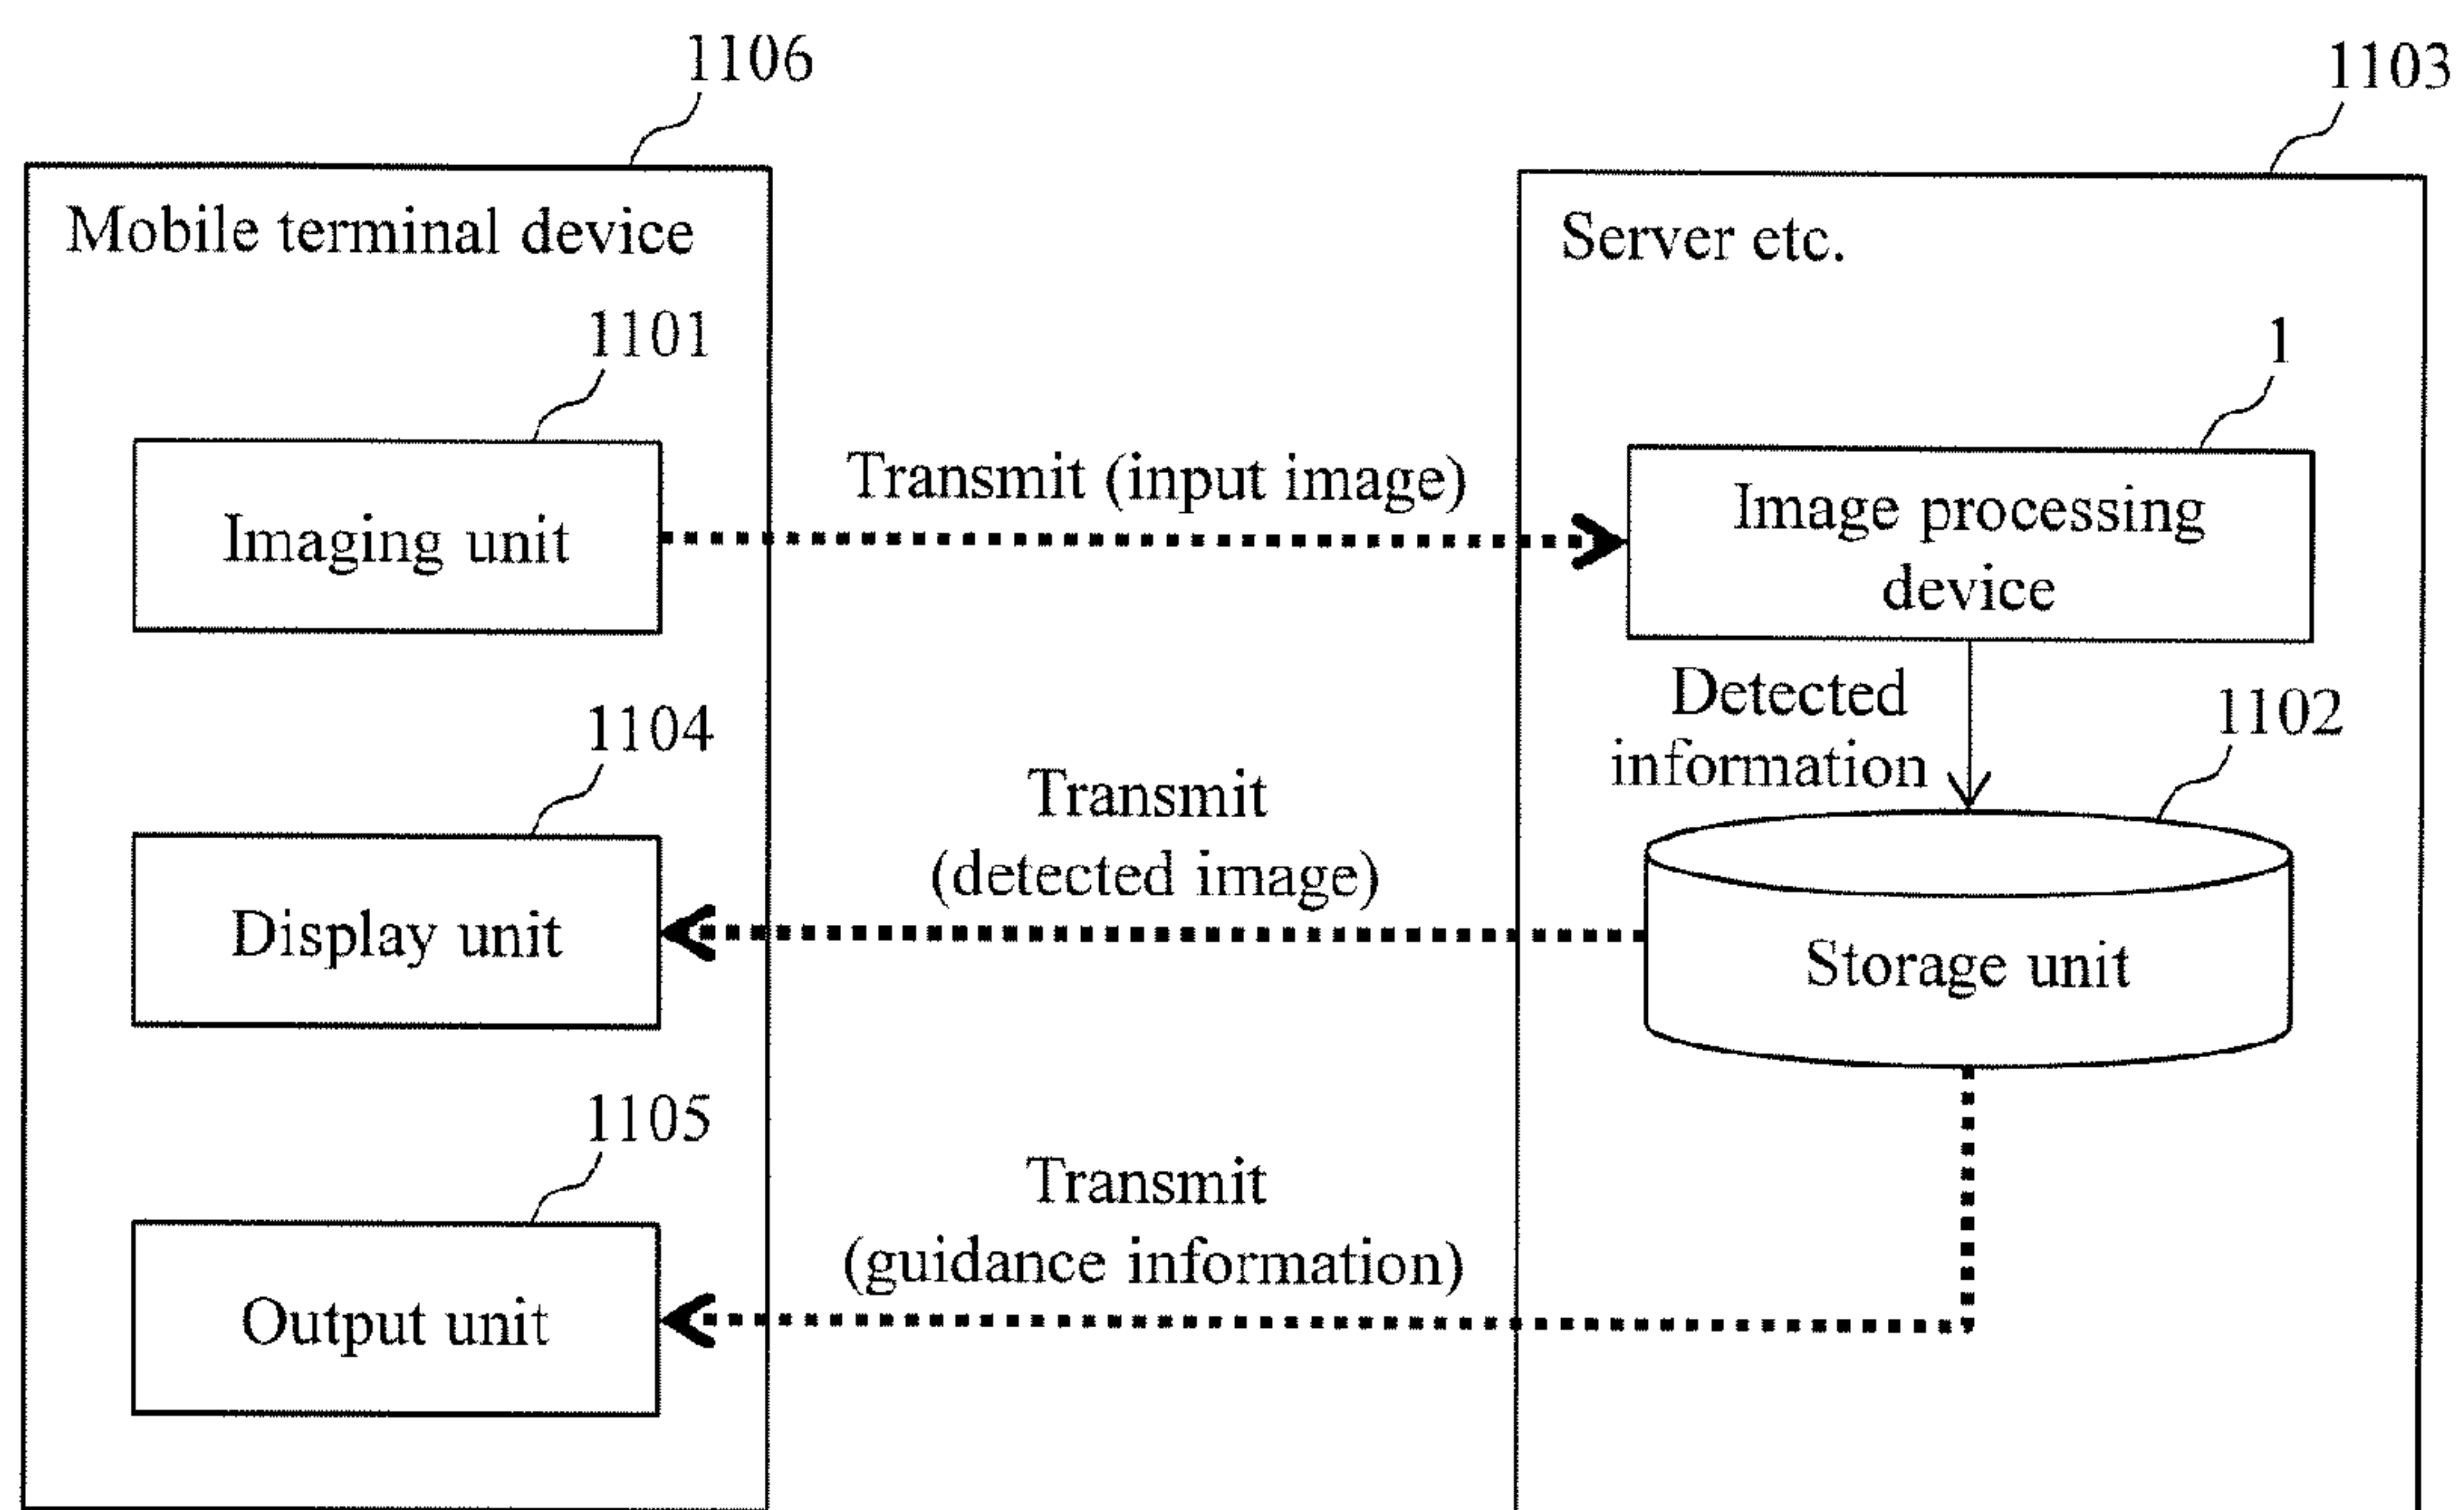 1106
1103
Mobile terminal device
Server etc.
1101
1
Imaging unit
Transmit (input image)
Image processing
device
Detected
information
1102
1104
Transmit
(detected image)
Display unit
Storage unit
1105
Transmit
(guidance information)
Output unit